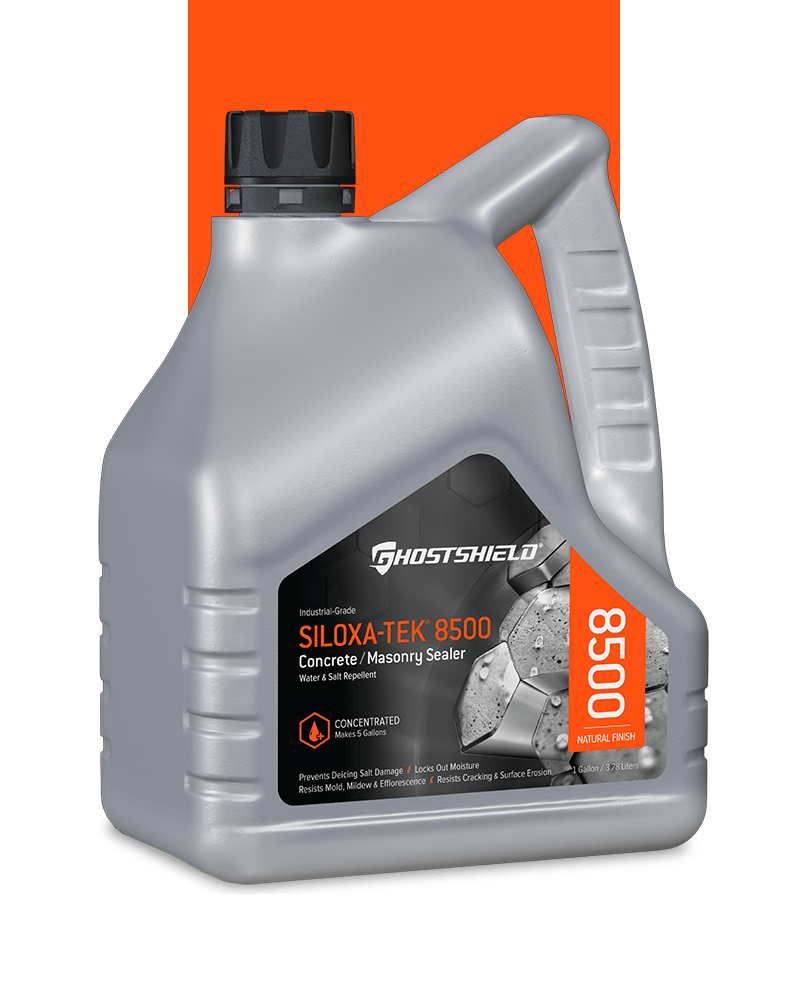 GHOSTSHIELD®
Industrial-Grade
SILOXA-TEK® 8500
Concrete / Masonry Sealer
Water & Salt Repellent
CONCENTRATED
Makes 5 Gallons
Prevents Deicing Salt Damage // Locks Out Moisture
Resists Mold, Mildew & Efflorescence // Resists Cracking & Surface Erosion
8500
NATURAL FINISH
1 Gallon / 3.78 Liters